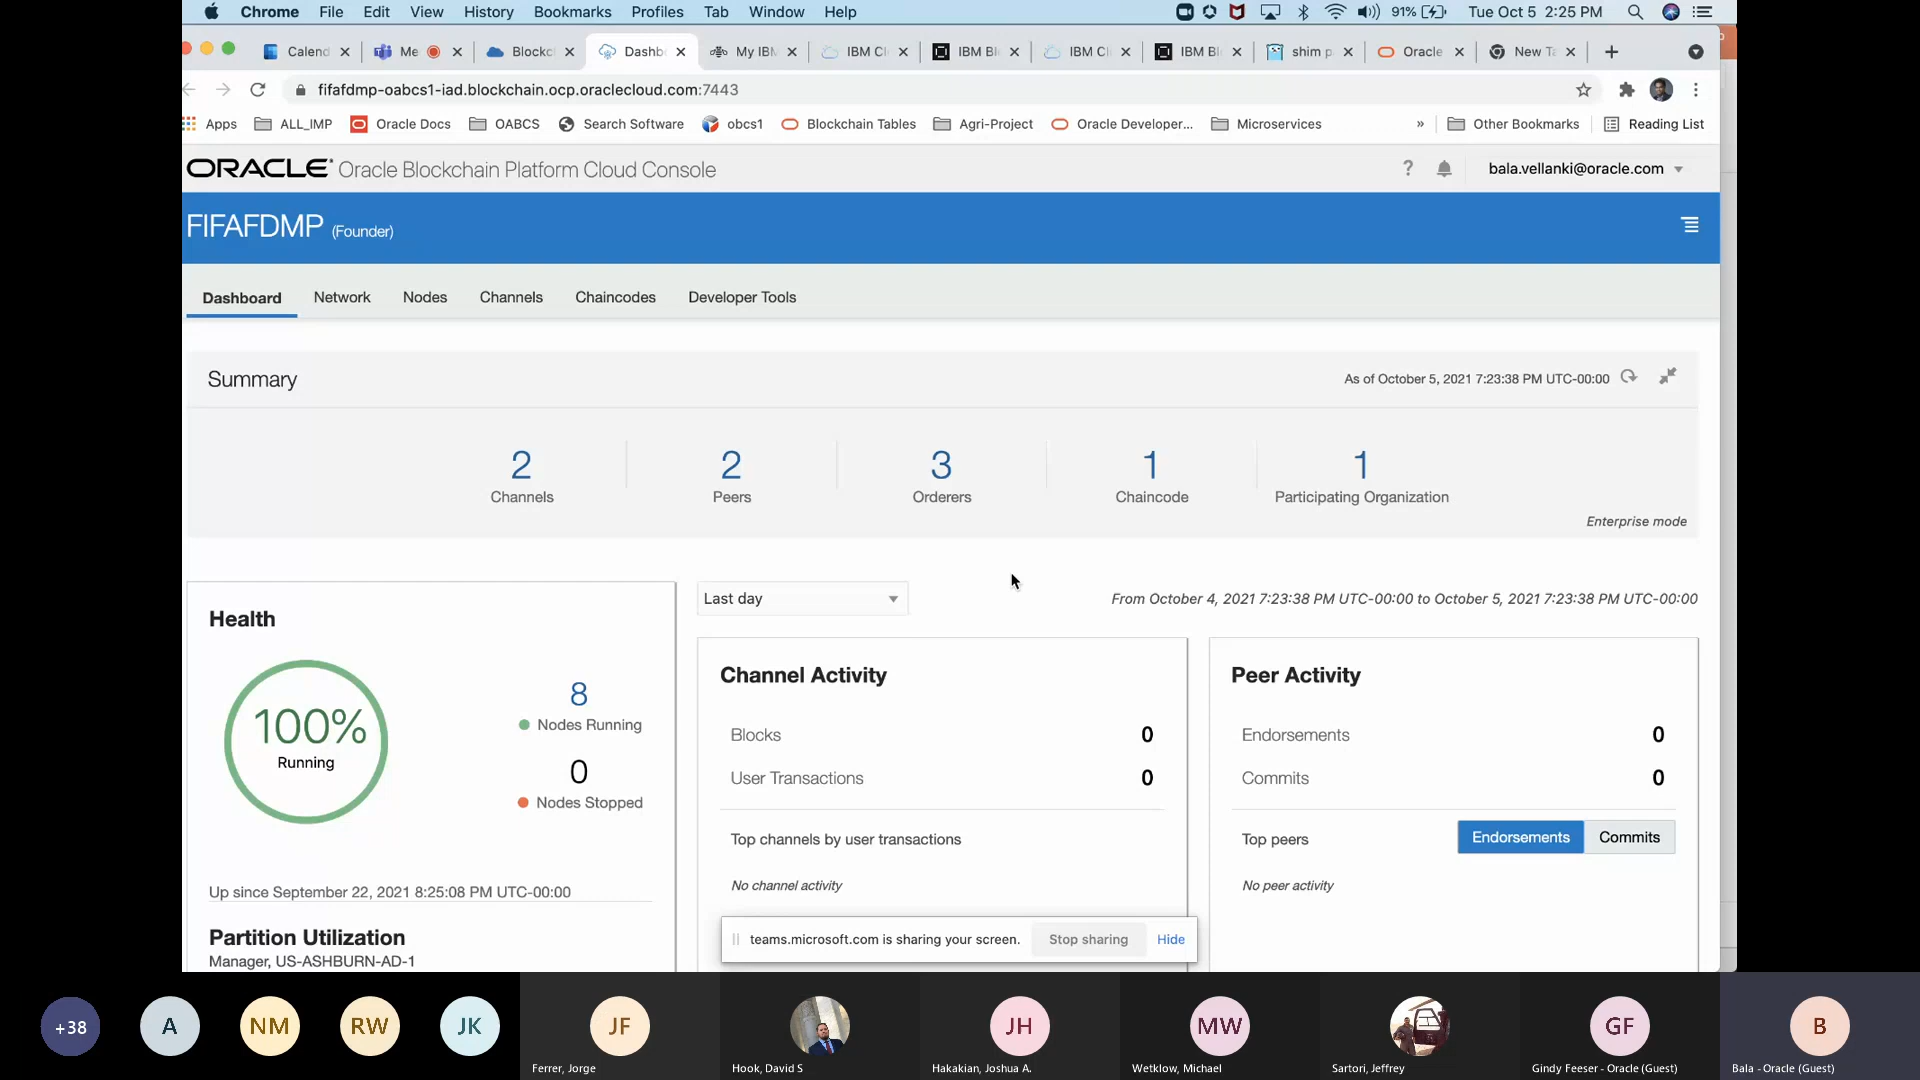 Chrome File Edit View History Bookmarks Profiles Tab Window Help 91% Tue Oct 5 2:25 PM
Calend Me Blockc Dashb My IBM IBM Cl IBM Bl IBM Cl IBM Bl shim p Oracle New Ta
fifafdmp-oabcs1-iad.blockchain.ocp.oraclecloud.com:7443
Apps ALL_IMP Oracle Docs OABCS Search Software obcs1 Blockchain Tables Agri-Project Oracle Developer... Microservices » Other Bookmarks Reading List
ORACLE Oracle Blockchain Platform Cloud Console ? bala.vellanki@oracle.com
FIFAFDMP (Founder)
Dashboard Network Nodes Channels Chaincodes Developer Tools
Summary As of October 5, 2021 7:23:38 PM UTC-00:00
2 2 3 1 1
Channels Peers Orderers Chaincode Participating Organization
Enterprise mode
Last day From October 4, 2021 7:23:38 PM UTC-00:00 to October 5, 2021 7:23:38 PM UTC-00:00
Health
100%
Running
8
Nodes Running
0
Nodes Stopped
Up since September 22, 2021 8:25:08 PM UTC-00:00
Partition Utilization
Manager, US-ASHBURN-AD-1
Channel Activity
Blocks 0
User Transactions 0
Top channels by user transactions
No channel activity
Peer Activity
Endorsements 0
Commits 0
Top peers Endorsements Commits
No peer activity
teams.microsoft.com is sharing your screen. Stop sharing Hide
+38 A NM RW JK JF JH MW GF B
Ferrer, Jorge Hook, David S Hakakian, Joshua A. Wetklow, Michael Sartori, Jeffrey Gindy Feeser - Oracle (Guest) Bala - Oracle (Guest)